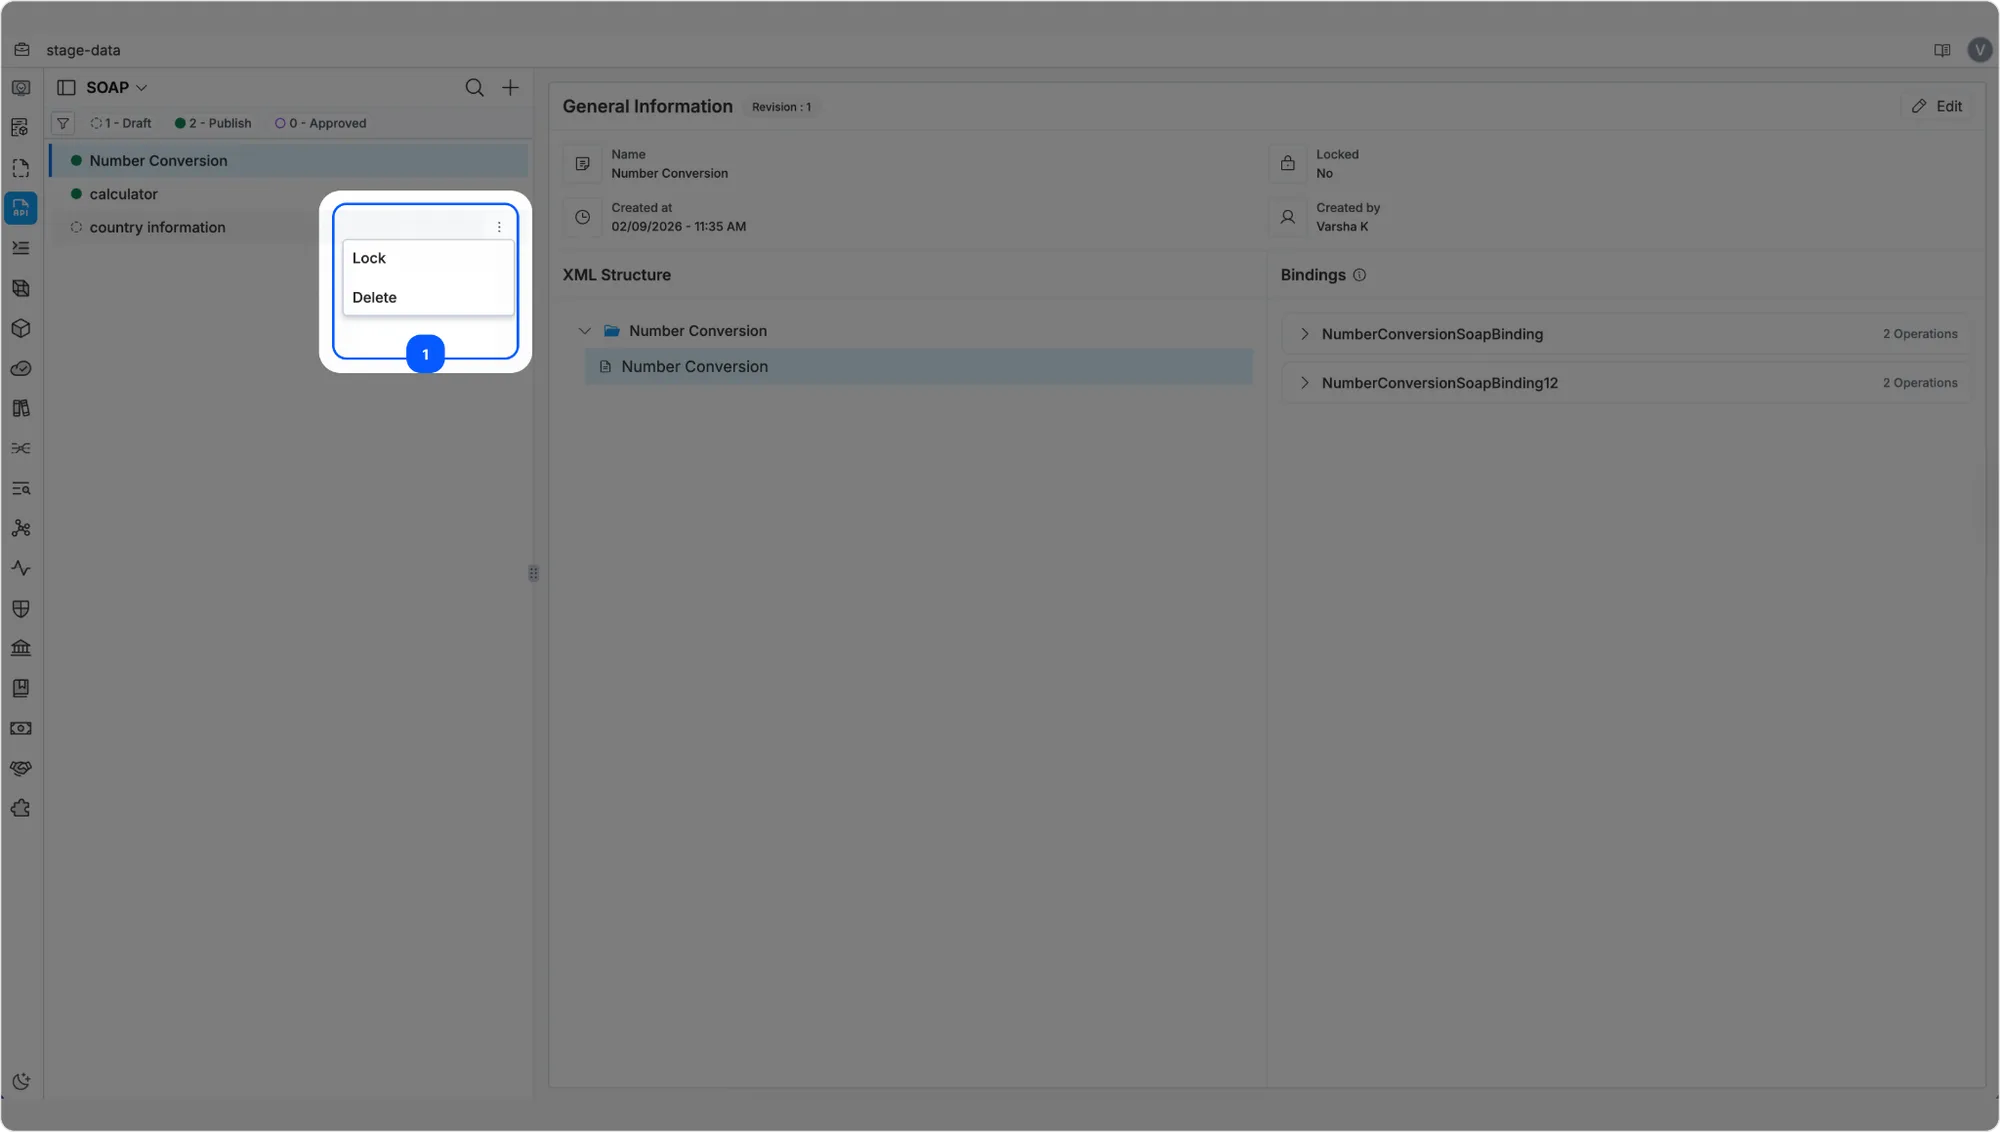 stage-data
V
SOAP
1 - Draft
2 - Publish
0 - Approved
Number Conversion
calculator
country information
Lock
Delete
1
API
General Information
Revision : 1
Edit
Name
Number Conversion
Locked
No
Created at
02/09/2026 - 11:35 AM
Created by
Varsha K
XML Structure
Number Conversion
Number Conversion
Bindings
NumberConversionSoapBinding
2 Operations
NumberConversionSoapBinding12
2 Operations